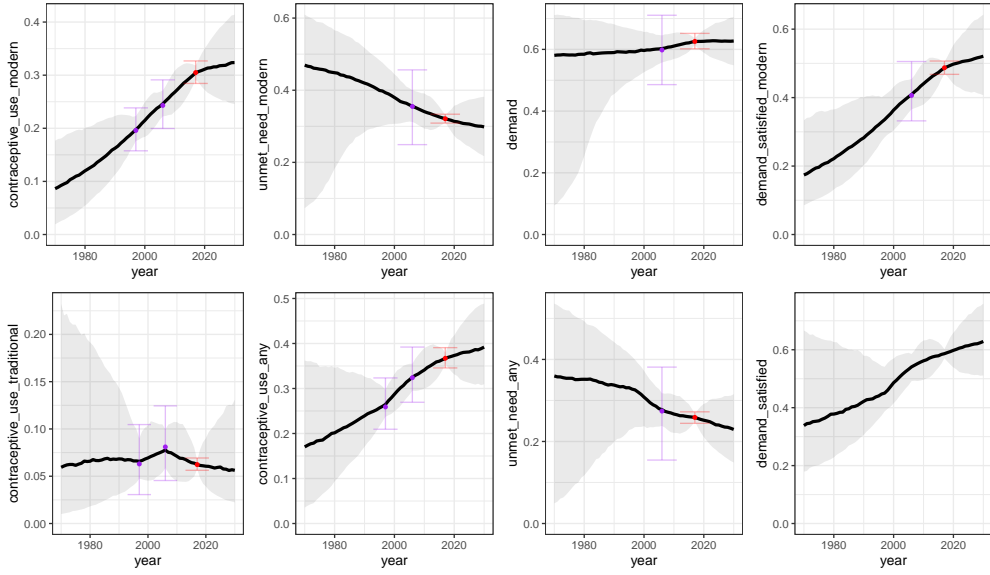 contraceptive_use_modern
0.4
0.3
0.2
0.1
0.0
1980 2000 2020
year
unmet_need_modern
0.6
0.4
0.2
0.0
1980 2000 2020
year
demand
0.6
0.4
0.2
0.0
1980 2000 2020
year
demand_satisfied_modern
0.6
0.4
0.2
0.0
1980 2000 2020
year
contraceptive_use_traditional
0.20
0.15
0.10
0.05
0.00
1980 2000 2020
year
contraceptive_use_any
0.5
0.4
0.3
0.2
0.1
0.0
1980 2000 2020
year
unmet_need_any
0.4
0.2
0.0
1980 2000 2020
year
demand_satisfied
0.6
0.4
0.2
0.0
1980 2000 2020
year